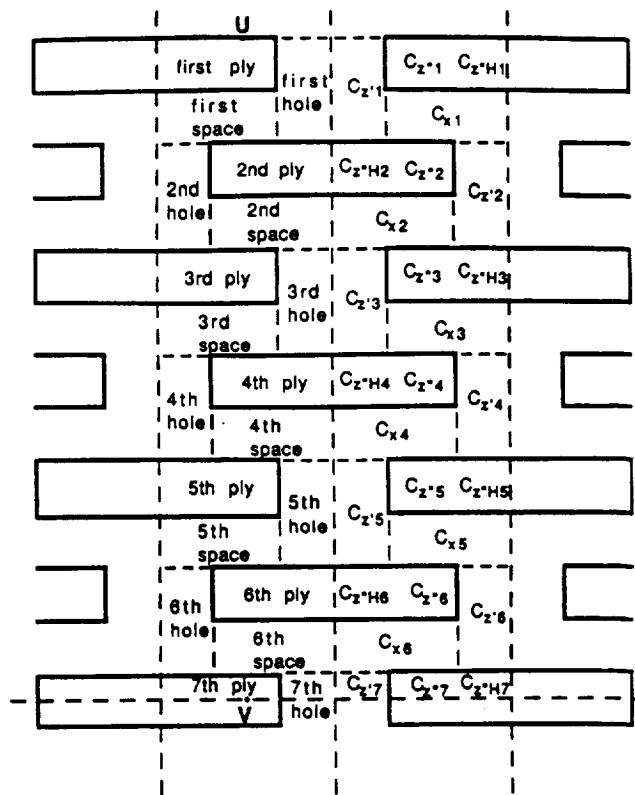 U
first ply
first hole
C_z'1
C_z"1 C_z"H1
first space
C_x1
2nd hole
2nd ply
C_z"H2 C_z"2
C_z'2
2nd space
C_x2
3rd ply
3rd hole
C_z'3
C_z"3 C_z"H3
3rd space
C_x3
4th hole
4th ply
C_z"H4 C_z"4
C_z'4
4th space
C_x4
5th ply
5th hole
C_z'5
C_z"5 C_z"H5
5th space
C_x5
6th hole
6th ply
C_z"H6 C_z"6
C_z'6
6th space
C_x6
7th ply
7th hole
C_z'7
C_z"7 C_z"H7
V